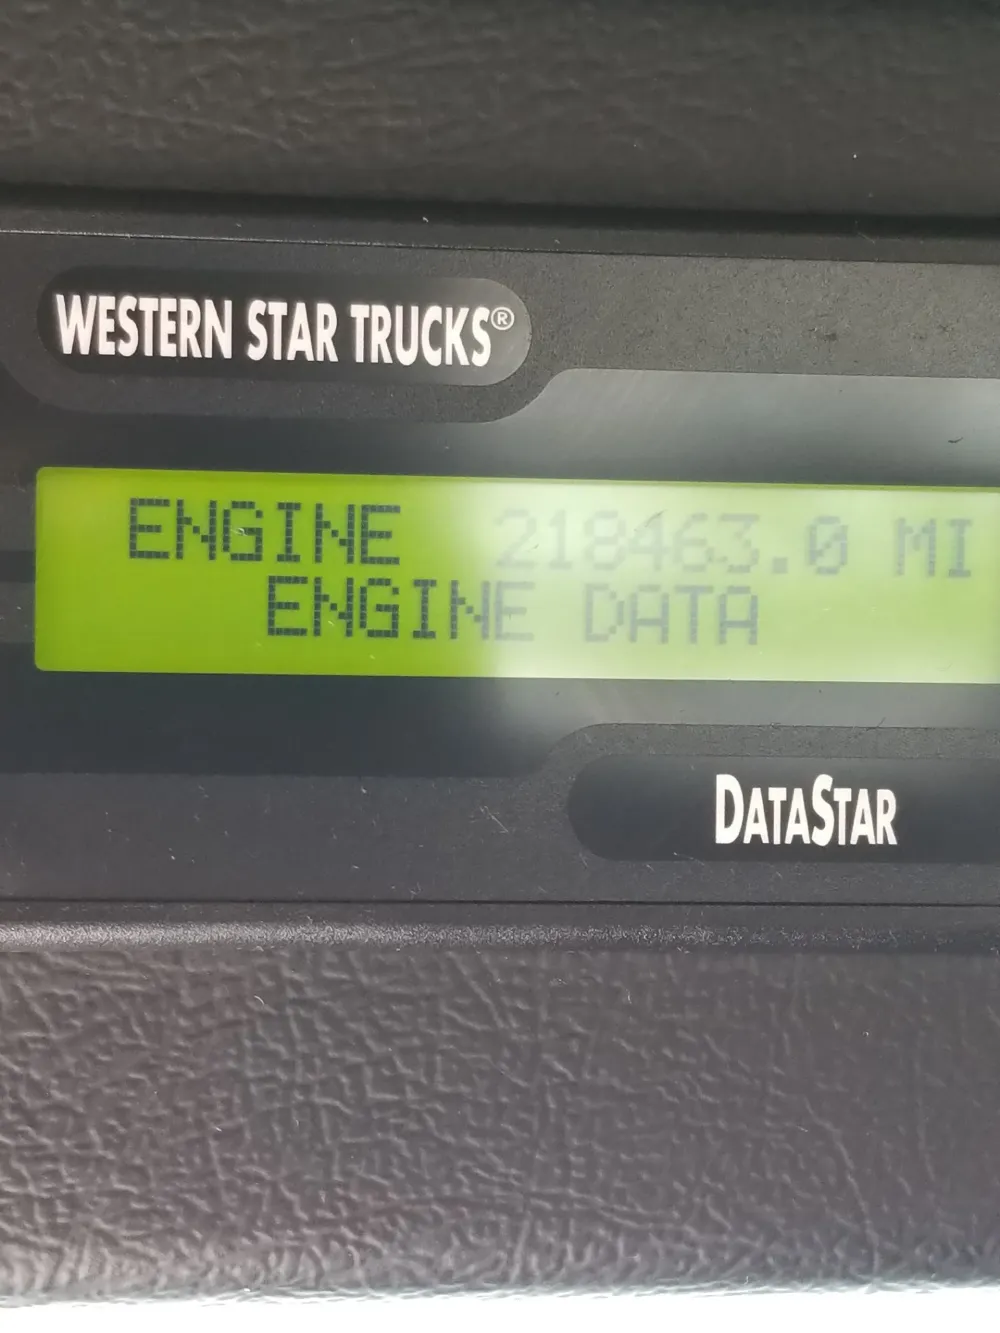 WESTERN STAR TRUCKS®
ENGINE 218463.0 MI
ENGINE DATA
DATASTAR